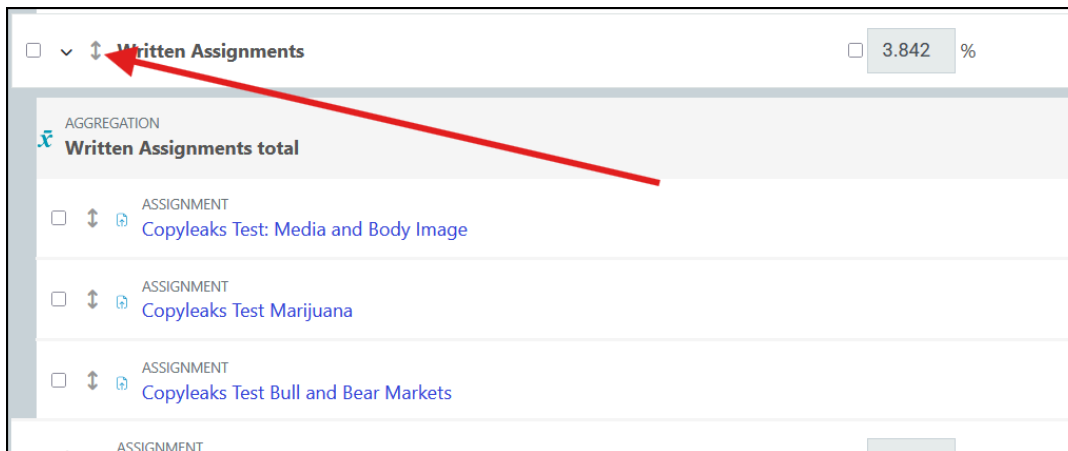 Written Assignments 3.842 %
AGGREGATION
x̄ Written Assignments total
ASSIGNMENT
Copyleaks Test: Media and Body Image
ASSIGNMENT
Copyleaks Test Marijuana
ASSIGNMENT
Copyleaks Test Bull and Bear Markets
ASSIGNMENT